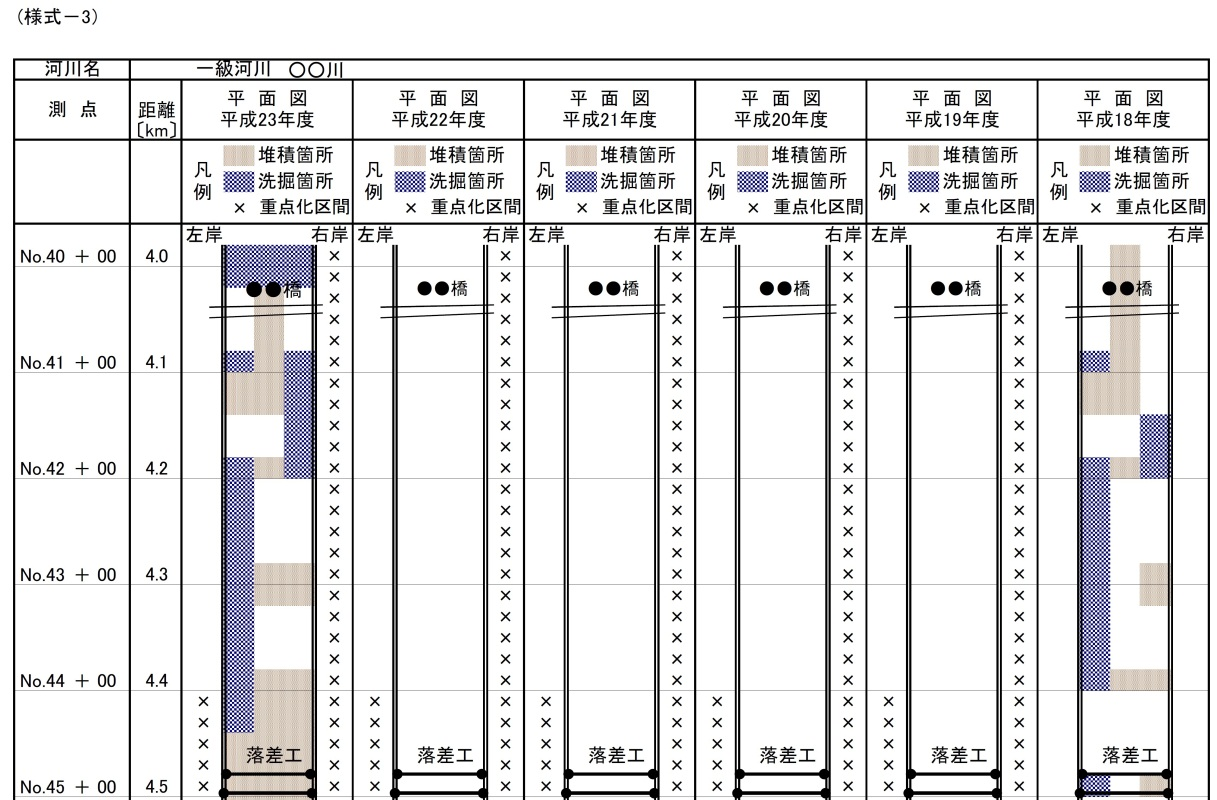 (様式－3)
河川名 一級河川 ○○川
測 点 距離〔km〕 平 面 図 平成23年度 平 面 図 平成22年度 平 面 図 平成21年度 平 面 図 平成20年度 平 面 図 平成19年度 平 面 図 平成18年度
凡例 堆積箇所 洗掘箇所 × 重点化区間
凡例 堆積箇所 洗掘箇所 × 重点化区間
凡例 堆積箇所 洗掘箇所 × 重点化区間
凡例 堆積箇所 洗掘箇所 × 重点化区間
凡例 堆積箇所 洗掘箇所 × 重点化区間
凡例 堆積箇所 洗掘箇所 × 重点化区間
左岸 右岸 左岸 右岸 左岸 右岸 左岸 右岸 左岸 右岸 左岸 右岸
No.40 + 00 4.0
●●橋 ●●橋 ●●橋 ●●橋 ●●橋 ●●橋
No.41 + 00 4.1
No.42 + 00 4.2
No.43 + 00 4.3
No.44 + 00 4.4
落差工 落差工 落差工 落差工 落差工 落差工
No.45 + 00 4.5